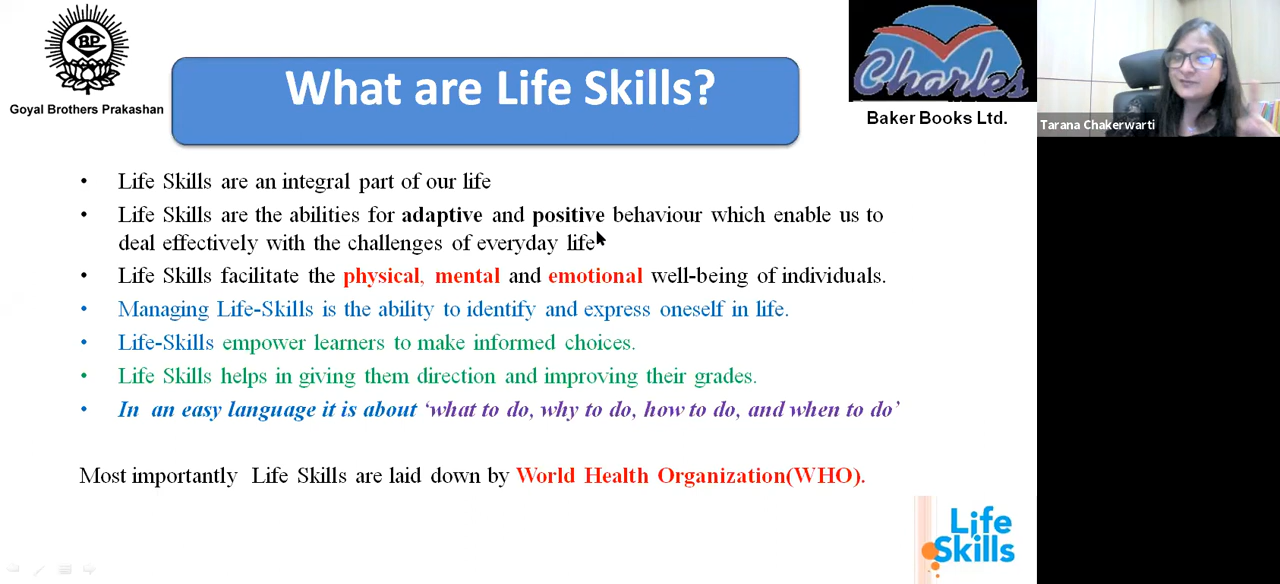 What are Life Skills?
Goyal Brothers Prakashan
Charles
Baker Books Ltd.
Tarana Chakerwarti
• Life Skills are an integral part of our life
• Life Skills are the abilities for adaptive and positive behaviour which enable us to
deal effectively with the challenges of everyday life
• Life Skills facilitate the physical, mental and emotional well-being of individuals.
• Managing Life-Skills is the ability to identify and express oneself in life.
• Life-Skills empower learners to make informed choices.
• Life Skills helps in giving them direction and improving their grades.
• In an easy language it is about ‘what to do, why to do, how to do, and when to do’
Most importantly Life Skills are laid down by World Health Organization(WHO).
Life
Skills